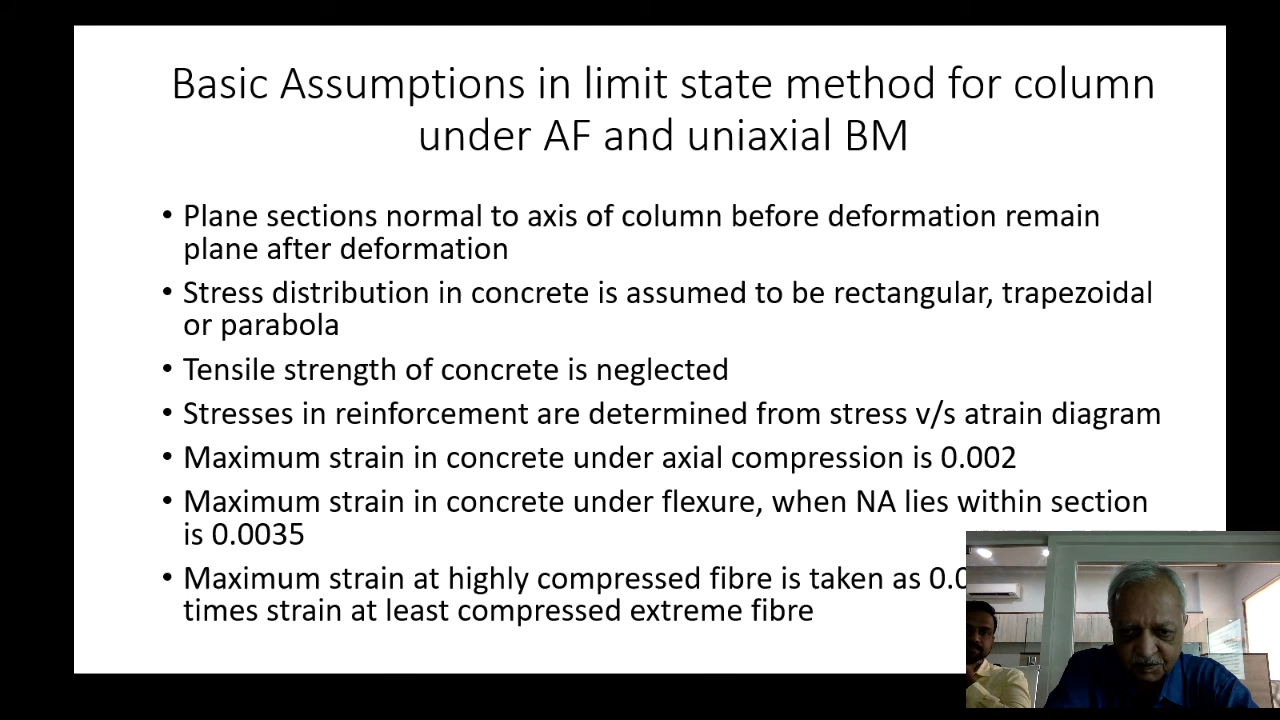 Basic Assumptions in limit state method for column
under AF and uniaxial BM
• Plane sections normal to axis of column before deformation remain
plane after deformation
• Stress distribution in concrete is assumed to be rectangular, trapezoidal
or parabola
• Tensile strength of concrete is neglected
• Stresses in reinforcement are determined from stress v/s atrain diagram
• Maximum strain in concrete under axial compression is 0.002
• Maximum strain in concrete under flexure, when NA lies within section
is 0.0035
• Maximum strain at highly compressed fibre is taken as
times strain at least compressed extreme fibre